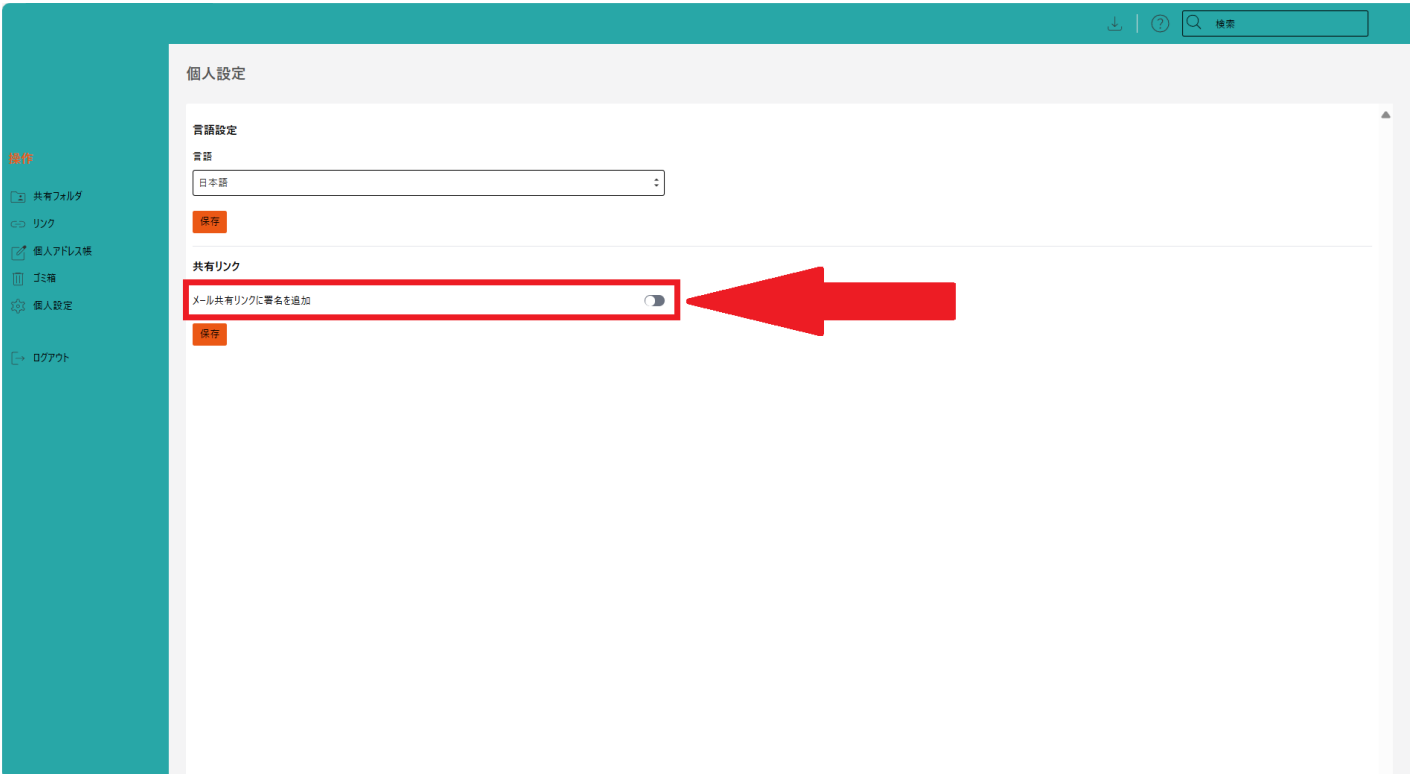 検索
個人設定
言語設定
言語
日本語
保存
共有リンク
メール共有リンクに署名を追加
保存
操作
共有フォルダ
リンク
個人アドレス帳
ゴミ箱
個人設定
ログアウト